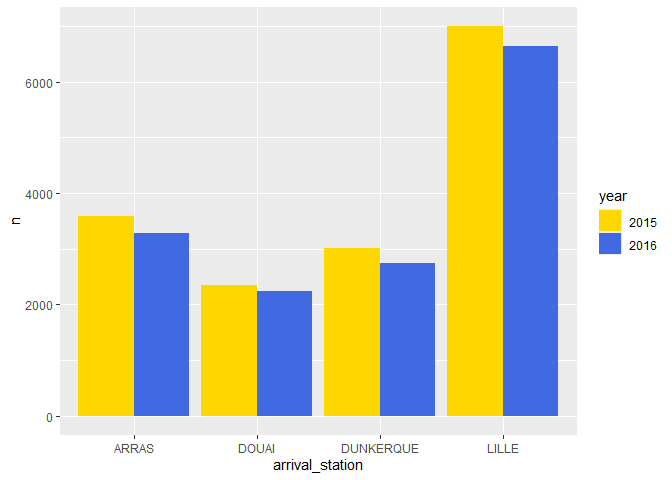 n
6000
4000
2000
0
ARRAS DOUAI DUNKERQUE LILLE
arrival_station
year
2015
2016